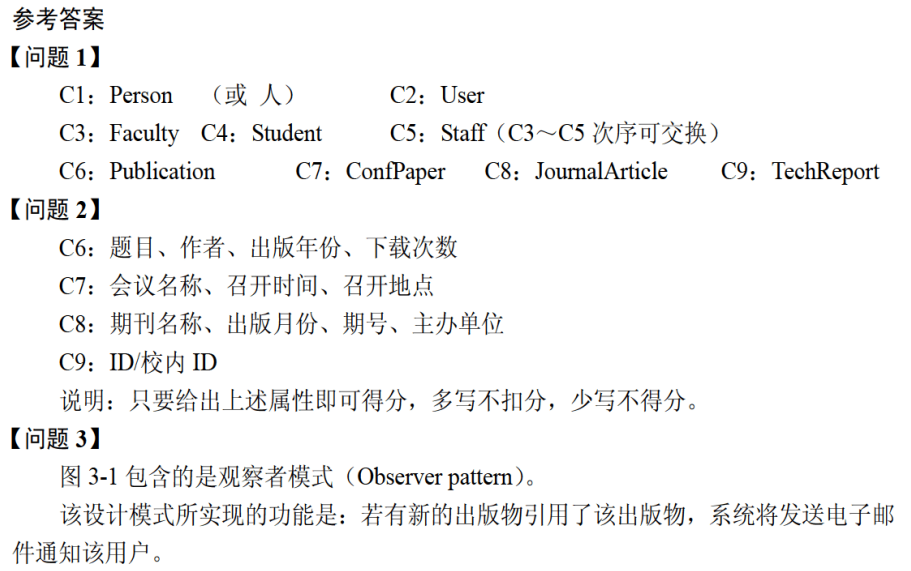 参考答案
【问题 1】
C1：Person （或 人） C2：User
C3：Faculty C4：Student C5：Staff（C3～C5 次序可交换）
C6：Publication C7：ConfPaper C8：JournalArticle C9：TechReport
【问题 2】
C6：题目、作者、出版年份、下载次数
C7：会议名称、召开时间、召开地点
C8：期刊名称、出版月份、期号、主办单位
C9：ID/校内 ID
说明：只要给出上述属性即可得分，多写不扣分，少写不得分。
【问题 3】
图 3-1 包含的是观察者模式（Observer pattern）。
该设计模式所实现的功能是：若有新的出版物引用了该出版物，系统将发送电子邮
件通知该用户。